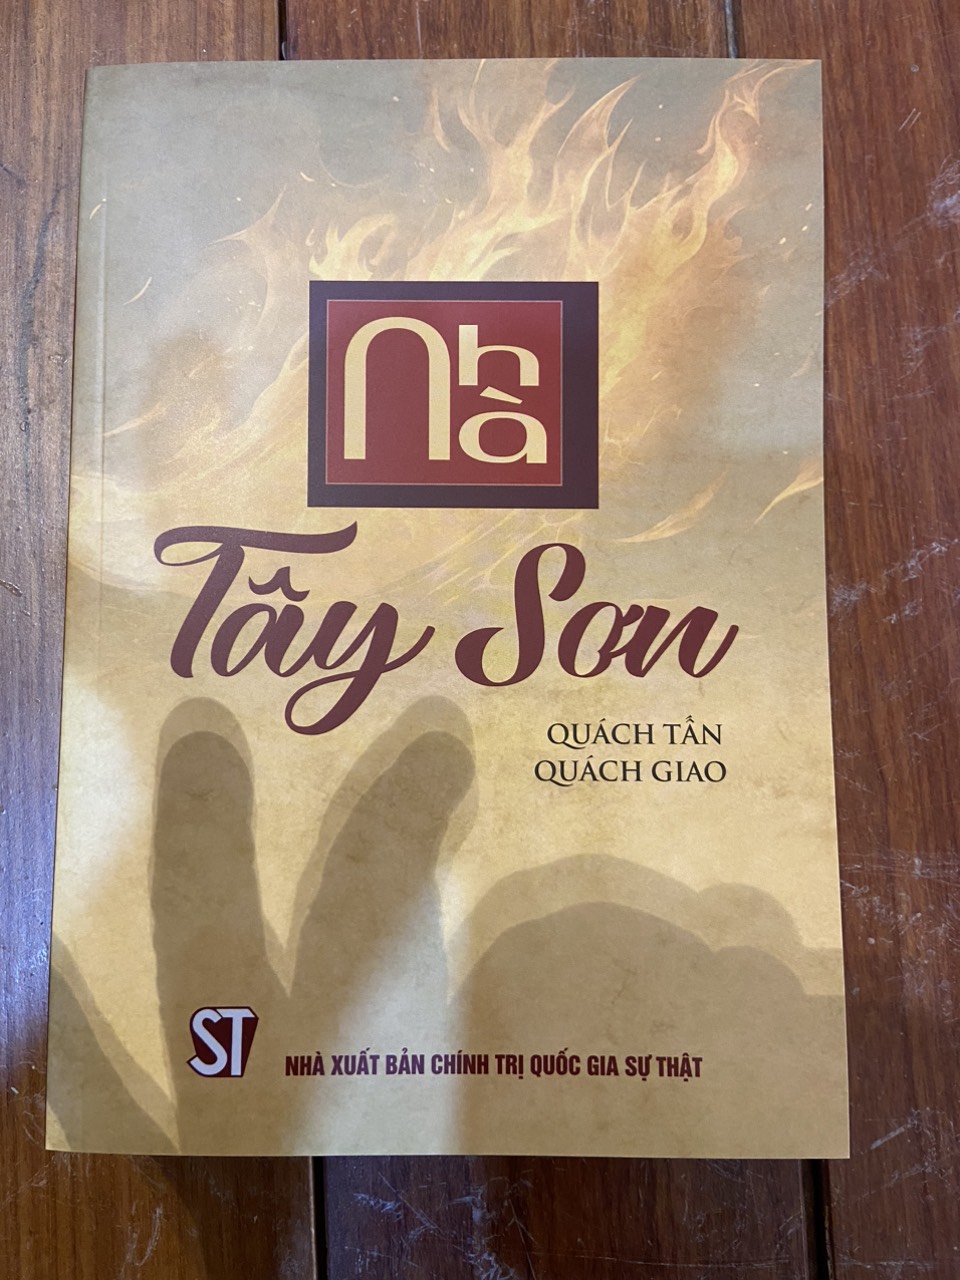 Nhà
Tây Sơn
QUÁCH TẤN
QUÁCH GIAO
ST
NHÀ XUẤT BẢN CHÍNH TRỊ QUỐC GIA SỰ THẬT